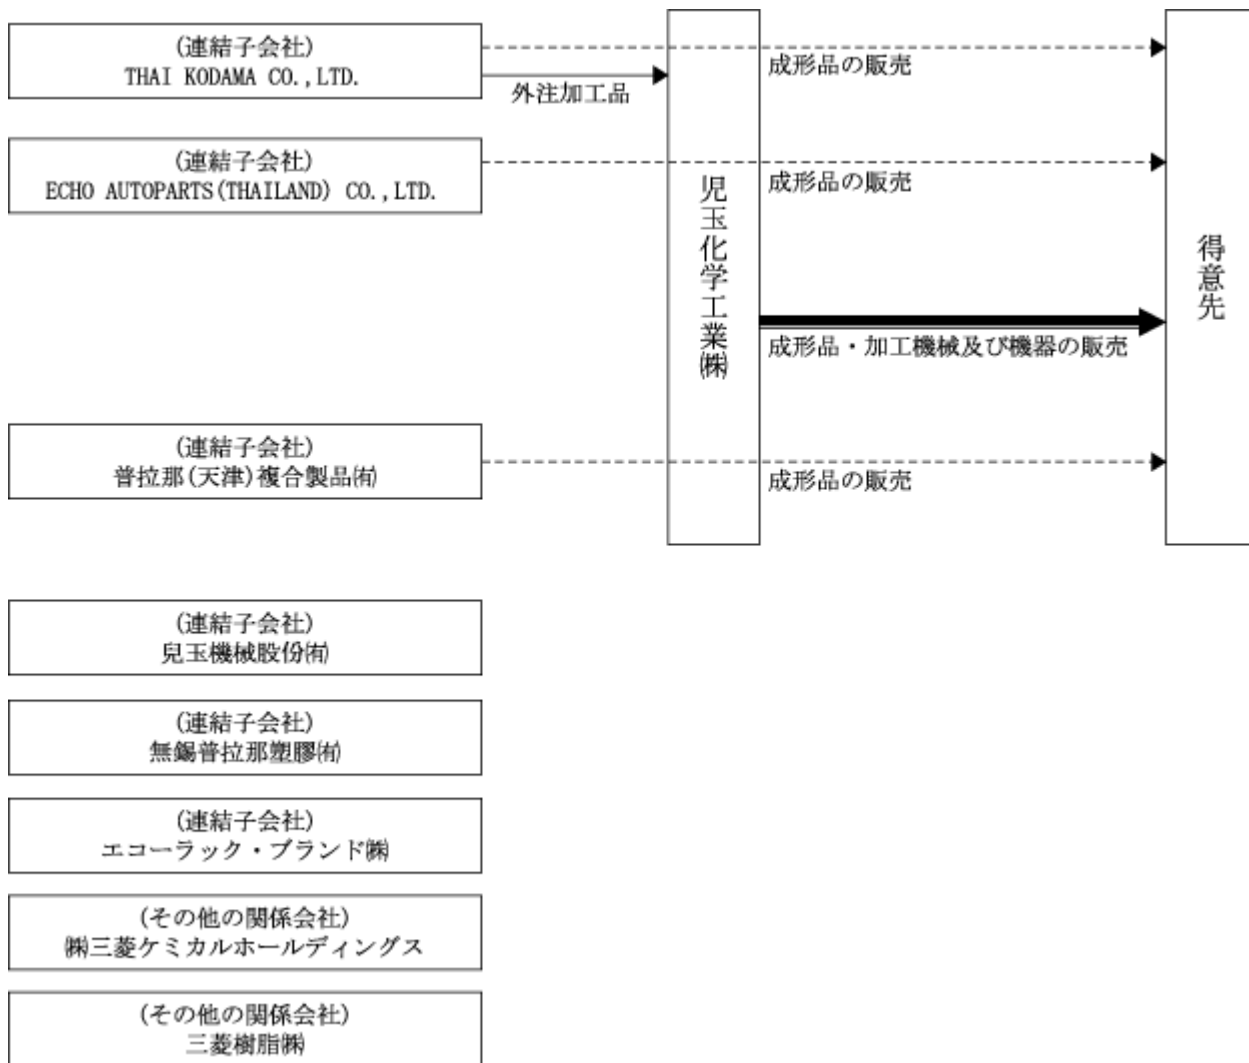 (連結子会社)
THAI KODAMA CO.,LTD.
成形品の販売
外注加工品
(連結子会社)
ECHO AUTOPARTS(THAILAND) CO.,LTD.
成形品の販売
児玉化学工業㈱
得意先
成形品・加工機械及び機器の販売
(連結子会社)
普拉那(天津)複合製品㈲
成形品の販売
(連結子会社)
兒玉機械股份㈲
(連結子会社)
無錫普拉那塑膠㈲
(連結子会社)
エコーラック・ブランド㈱
(その他の関係会社)
㈱三菱ケミカルホールディングス
(その他の関係会社)
三菱樹脂㈱